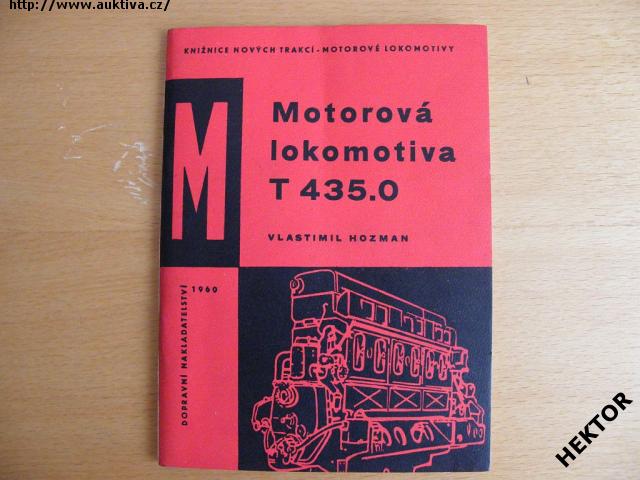 http://www.auktiva.cz/
KNIŽNICE NOVÝCH TRAKCÍ - MOTOROVÉ LOKOMOTIVY
M
Motorová
lokomotiva
T 435.0
VLASTIMIL HOZMAN
1960
DOPRAVNÍ NAKLADATELSTVÍ
HEKTOR